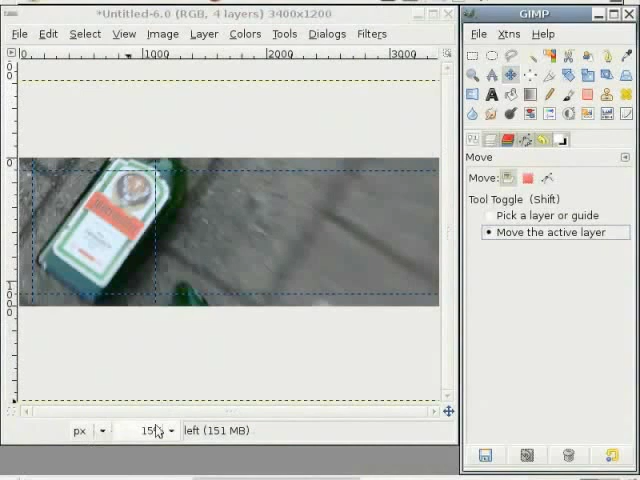 *Untitled-6.0 (RGB, 4 layers) 3400x1200
File Edit Select View Image Layer Colors Tools Dialogs Filters
0 1000 2000 3000
px 15% left (151 MB)
GIMP
File Xtns Help
Move
Move:
Tool Toggle (Shift)
Pick a layer or guide
Move the active layer